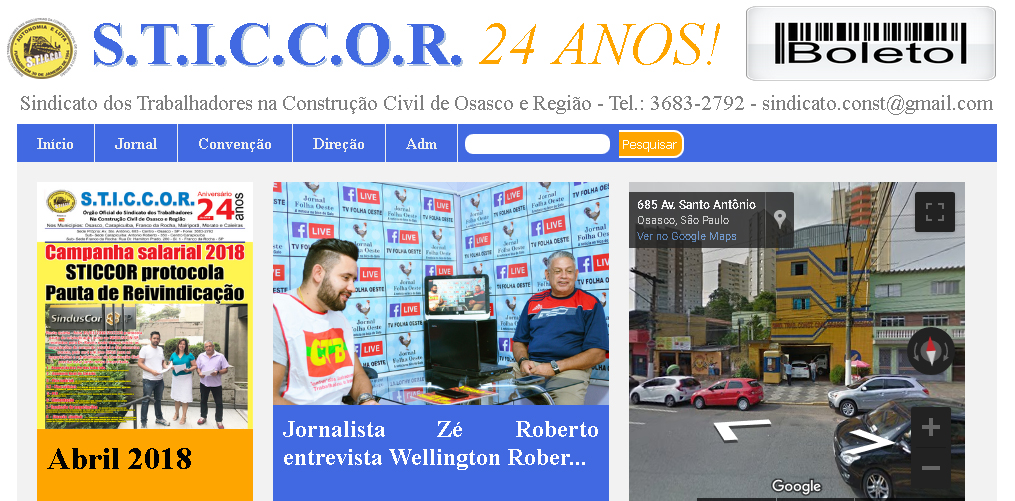 S.T.I.C.C.O.R. 24 ANOS!
Boleto
Sindicato dos Trabalhadores na Construção Civil de Osasco e Região - Tel.: 3683-2792 - sindicato.const@gmail.com
Início Jornal Convenção Direção Adm Pesquisar
S.T.I.C.C.O.R.
Aniversário
24 anos
Órgão Oficial do Sindicato dos Trabalhadores
Na Construção Civil de Osasco e Região
Campanha salarial 2018
STICCOR protocola
Pauta de Reivindicação
SindusCon
Abril 2018
Jornal
Folha Oeste
TV FOLHA OESTE
LIVE
CTB
Jornalista Zé Roberto
entrevista Wellington Rober...
685 Av. Santo Antônio
Osasco, São Paulo
Ver no Google Maps
Google